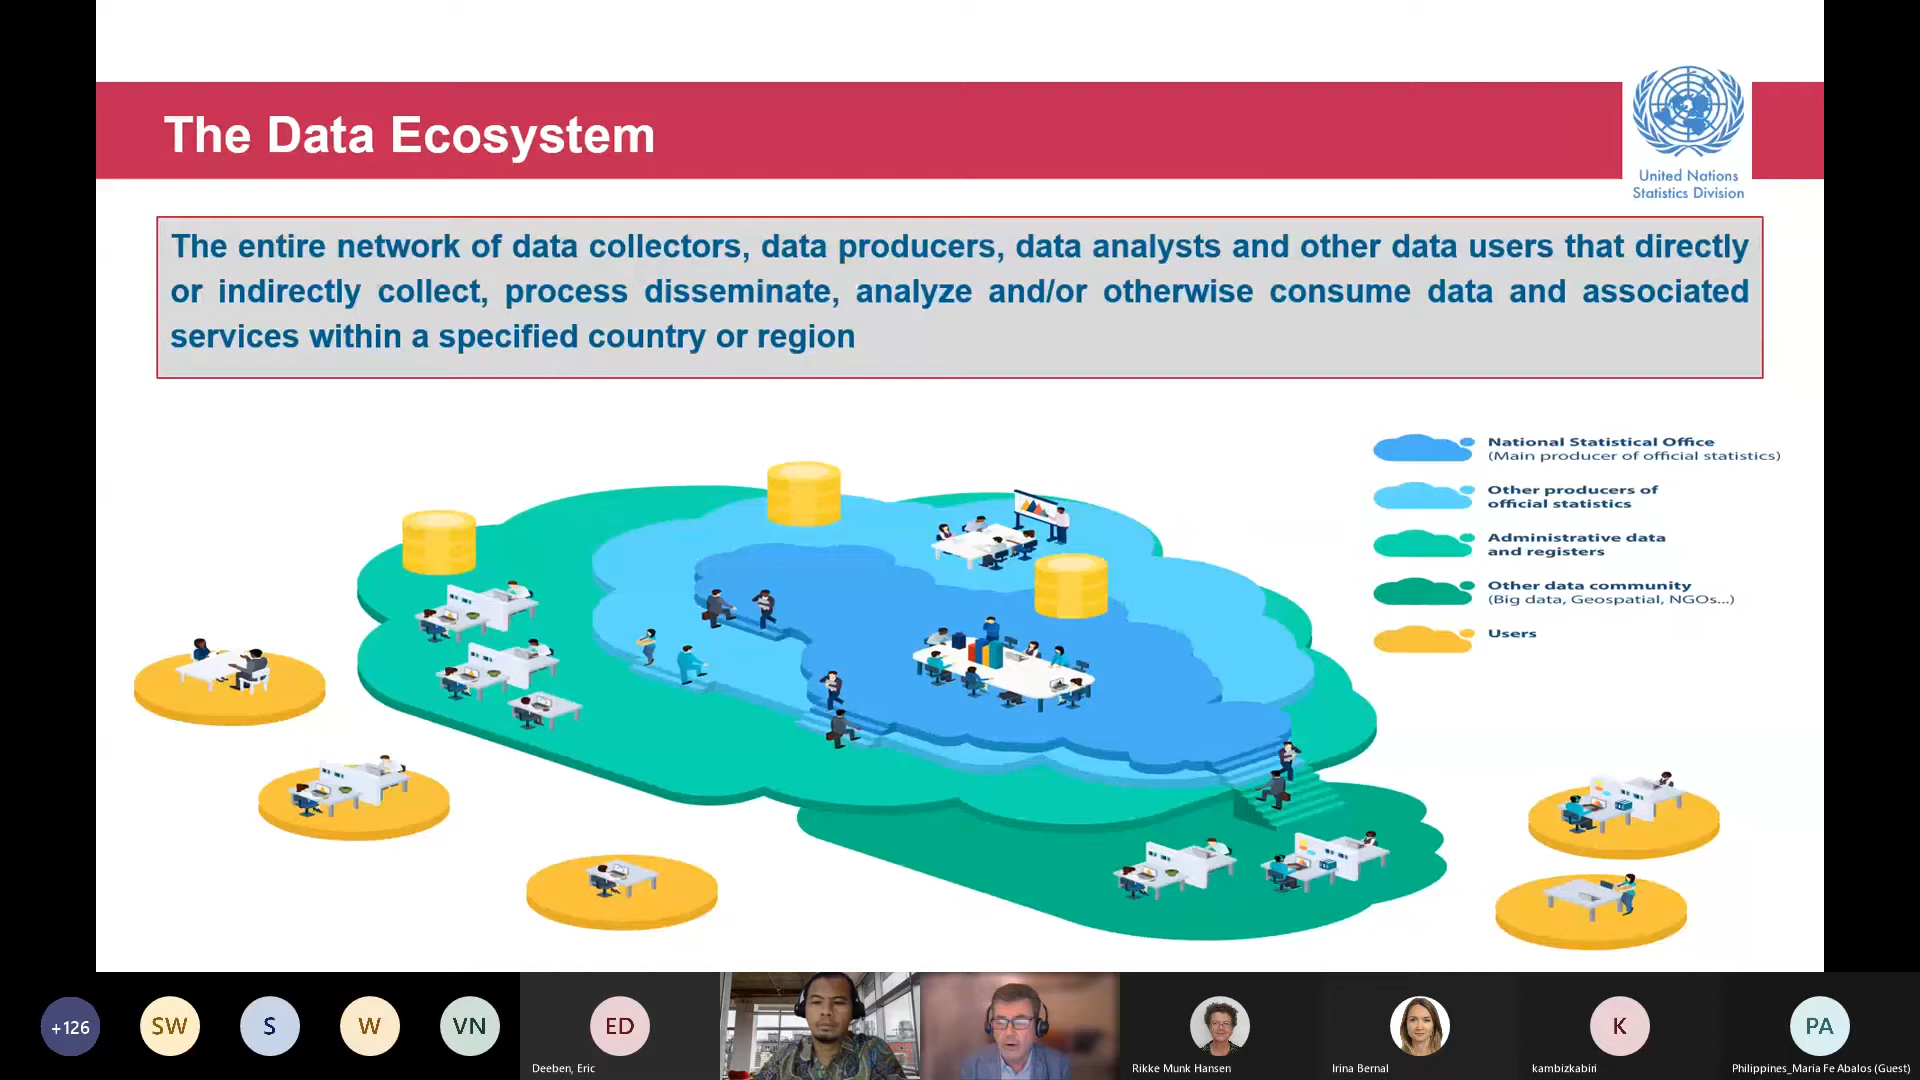 The Data Ecosystem
United Nations
Statistics Division
The entire network of data collectors, data producers, data analysts and other data users that directly
or indirectly collect, process disseminate, analyze and/or otherwise consume data and associated
services within a specified country or region
National Statistical Office
(Main producer of official statistics)
Other producers of
official statistics
Administrative data
and registers
Other data community
(Big data, Geospatial, NGOs...)
Users
+126
SW
S
W
VN
ED
K
PA
Deeben, Eric
Rikke Munk Hansen
Irina Bernal
kambizkabiri
Philippines_Maria Fe Abalos (Guest)